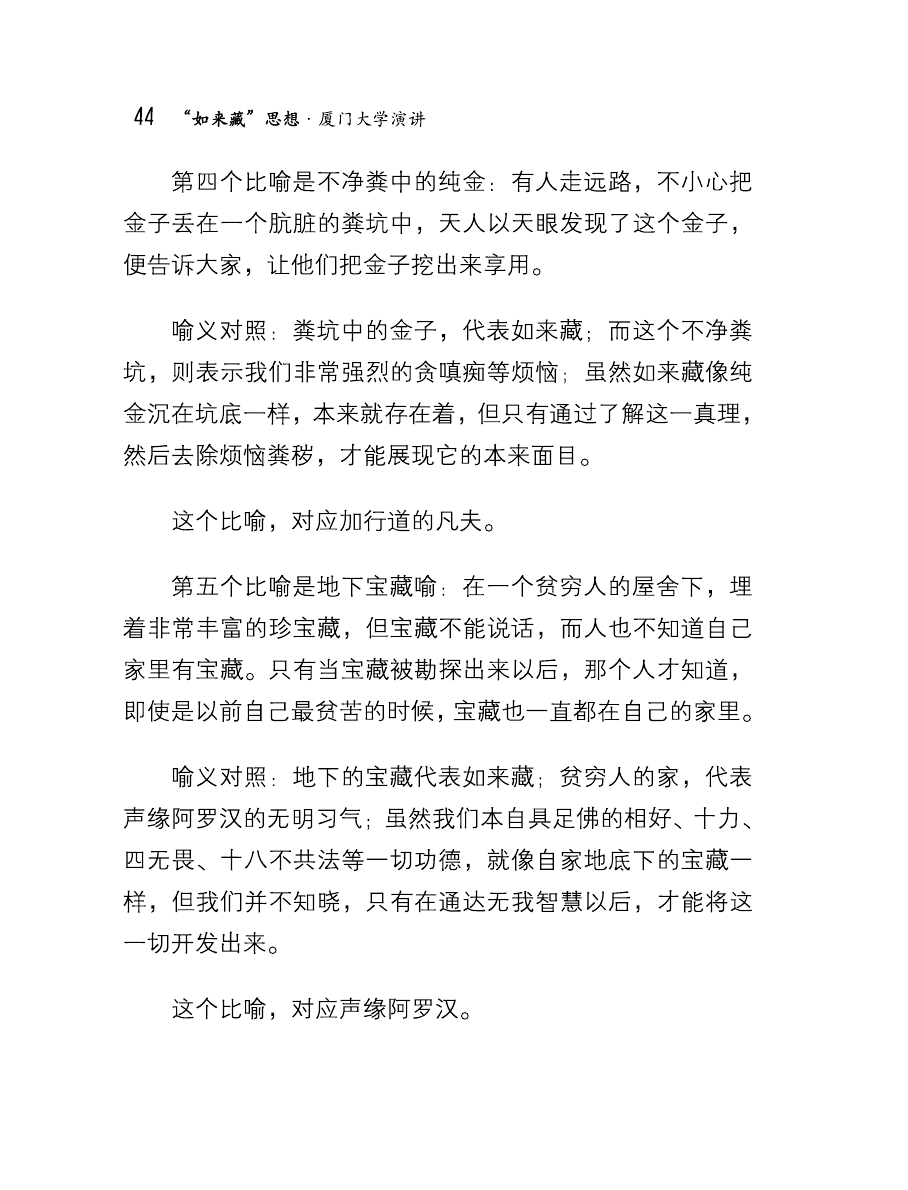 44 “如来藏”思想·厦门大学演讲
第四个比喻是不净粪中的纯金：有人走远路，不小心把
金子丢在一个肮脏的粪坑中，天人以天眼发现了这个金子，
便告诉大家，让他们把金子挖出来享用。
喻义对照：粪坑中的金子，代表如来藏；而这个不净粪
坑，则表示我们非常强烈的贪嗔痴等烦恼；虽然如来藏像纯
金沉在坑底一样，本来就存在着，但只有通过了解这一真理，
然后去除烦恼粪秽，才能展现它的本来面目。
这个比喻，对应加行道的凡夫。
第五个比喻是地下宝藏喻：在一个贫穷人的屋舍下，埋
着非常丰富的珍宝藏，但宝藏不能说话，而人也不知道自己
家里有宝藏。只有当宝藏被勘探出来以后，那个人才知道，
即使是以前自己最贫苦的时候，宝藏也一直都在自己的家里。
喻义对照：地下的宝藏代表如来藏；贫穷人的家，代表
声缘阿罗汉的无明习气；虽然我们本自具足佛的相好、十力、
四无畏、十八不共法等一切功德，就像自家地底下的宝藏一
样，但我们并不知晓，只有在通达无我智慧以后，才能将这
一切开发出来。
这个比喻，对应声缘阿罗汉。